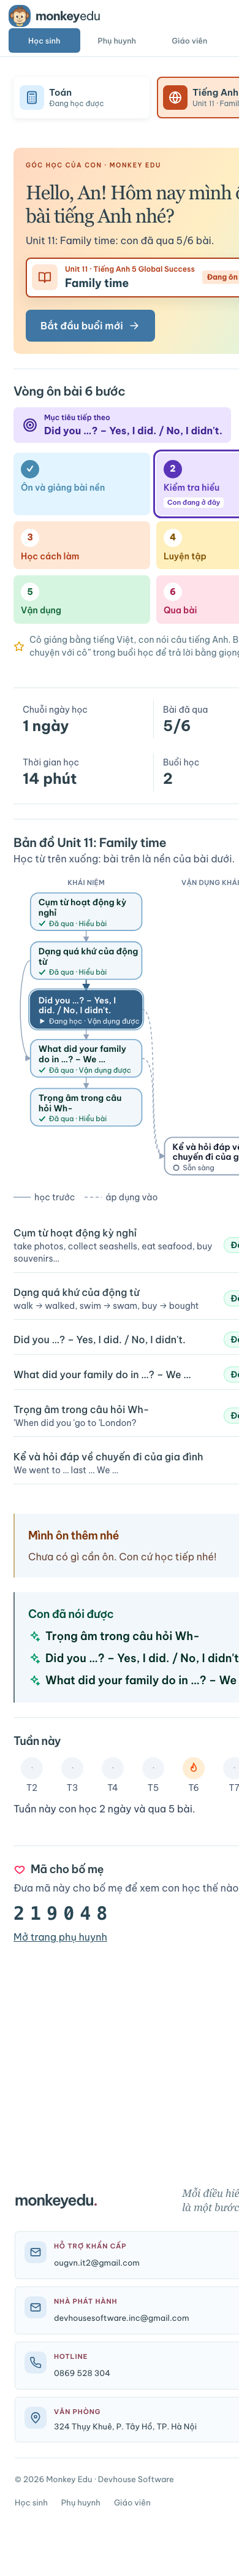 monkeyedu
Học sinh
Phụ huynh
Giáo viên
Toán
Đang học được
Tiếng Anh
Unit 11 · Famil
GÓC HỌC CỦA CON · MONKEY EDU
Hello, An! Hôm nay mình ô
bài tiếng Anh nhé?
Unit 11: Family time: con đã qua 5/6 bài.
Unit 11 · Tiếng Anh 5 Global Success
Family time
Đang ôn
Bắt đầu buổi mới →
Vòng ôn bài 6 bước
Mục tiêu tiếp theo
Did you …? – Yes, I did. / No, I didn't.
Ôn và giảng bài nền
2
Kiểm tra hiểu
Con đang ở đây
3
Học cách làm
4
Luyện tập
5
Vận dụng
6
Qua bài
Cô giảng bằng tiếng Việt, con nói câu tiếng Anh. B
chuyện với cô" trong buổi học để trả lời bằng giọng
Chuỗi ngày học
1 ngày
Bài đã qua
5/6
Thời gian học
14 phút
Buổi học
2
Bản đồ Unit 11: Family time
Học từ trên xuống: bài trên là nền của bài dưới.
KHÁI NIỆM
VẬN DỤNG KHÁI
Cụm từ hoạt động kỳ
nghỉ
Đã qua · Hiểu bài
Dạng quá khứ của động
từ
Đã qua · Hiểu bài
Did you …? – Yes, I
did. / No, I didn't.
Đang học · Vận dụng được
What did your family
do in …? – We …
Đã qua · Vận dụng được
Trọng âm trong câu
hỏi Wh-
Đã qua · Hiểu bài
Kể và hỏi đáp về
chuyến đi của g
Sẵn sàng
học trước
áp dụng vào
Cụm từ hoạt động kỳ nghỉ
take photos, collect seashells, eat seafood, buy
souvenirs…
Dạng quá khứ của động từ
walk → walked, swim → swam, buy → bought
Did you …? – Yes, I did. / No, I didn't.
What did your family do in …? – We …
Trọng âm trong câu hỏi Wh-
'When did you 'go to 'London?
Kể và hỏi đáp về chuyến đi của gia đình
We went to … last … We …
Mình ôn thêm nhé
Chưa có gì cần ôn. Con cứ học tiếp nhé!
Con đã nói được
Trọng âm trong câu hỏi Wh-
Did you …? – Yes, I did. / No, I didn't
What did your family do in …? – We
Tuần này
T2
T3
T4
T5
T6
T7
Tuần này con học 2 ngày và qua 5 bài.
Mã cho bố mẹ
Đưa mã này cho bố mẹ để xem con học thế nào
219048
Mở trang phụ huynh
monkeyedu.
Mỗi điều hiể
là một bước
HỖ TRỢ KHẨN CẤP
ougvn.it2@gmail.com
NHÀ PHÁT HÀNH
devhousesoftware.inc@gmail.com
HOTLINE
0869 528 304
VĂN PHÒNG
324 Thụy Khuê, P. Tây Hồ, TP. Hà Nội
© 2026 Monkey Edu · Devhouse Software
Học sinh
Phụ huynh
Giáo viên